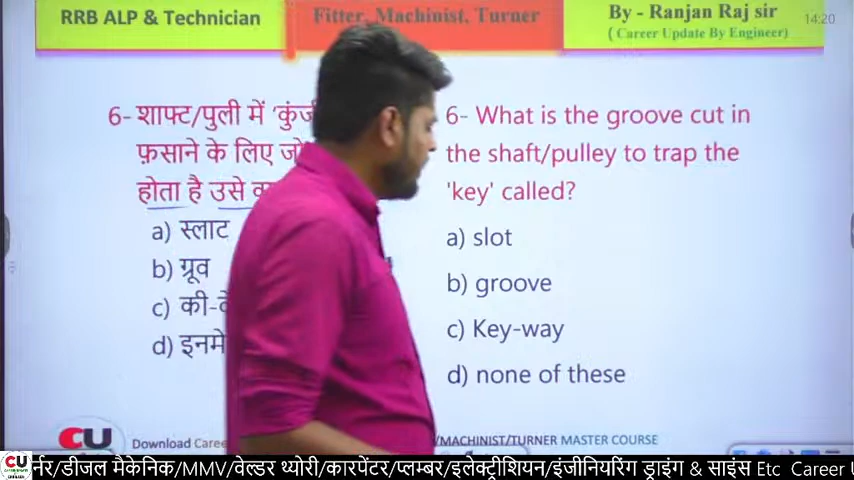 RRB ALP & Technician
Fitter, Machinist, Turner
By - Ranjan Raj sir
( Career Update By Engineer)
14:20
6- शाफ्ट/पुली में
फ़साने के लिए जो
होता है उसे
a) स्लाट
b) ग्रूव
c)
d)
6- What is the groove cut in
the shaft/pulley to trap the
'key' called?
a) slot
b) groove
c) Key-way
d) none of these
CU
Download
/MACHINIST/TURNER MASTER COURSE
CU
र्नर/डीजल मैकेनिक/MMV/वेल्डर थ्योरी/कारपेंटर/प्लम्बर/इलेक्ट्रीशियन/इंजीनियरिंग ड्राइंग & साइंस Etc Career